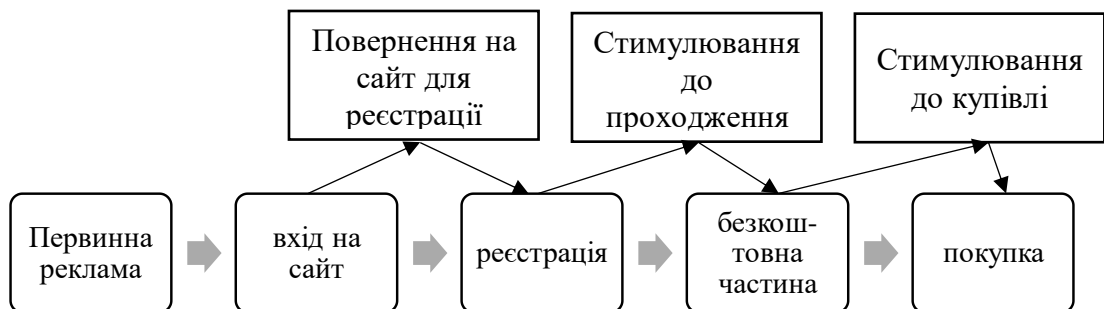 Повернення на
сайт для
реєстрації
Стимулювання
до
проходження
Стимулювання
до купівлі
Первинна
реклама
вхід на
сайт
реєстрація
безкош-
товна
частина
покупка